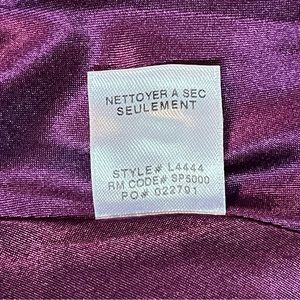 NETTOYER A SEC
SEULEMENT
STYLE# L4444
RM CODE# SP5000
PO# 022791